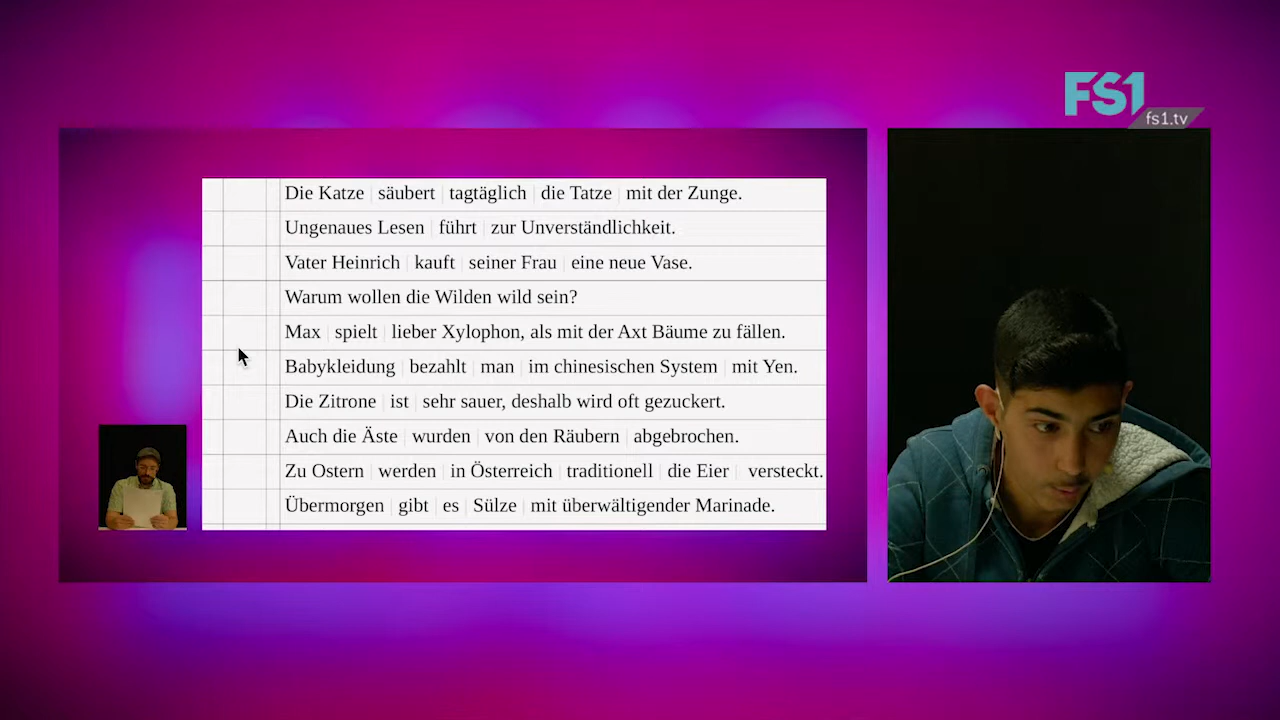 FS1
fs1.tv
Die Katze | säubert | tagtäglich | die Tatze | mit der Zunge.
Ungenaues Lesen | führt | zur Unverständlichkeit.
Vater Heinrich | kauft | seiner Frau | eine neue Vase.
Warum wollen die Wilden wild sein?
Max | spielt | lieber Xylophon, als mit der Axt Bäume zu fällen.
Babykleidung | bezahlt | man | im chinesischen System | mit Yen.
Die Zitrone | ist | sehr sauer, deshalb wird oft gezuckert.
Auch die Äste | wurden | von den Räubern | abgebrochen.
Zu Ostern | werden | in Österreich | traditionell | die Eier | versteckt.
Übermorgen | gibt | es | Sülze | mit überwältigender Marinade.